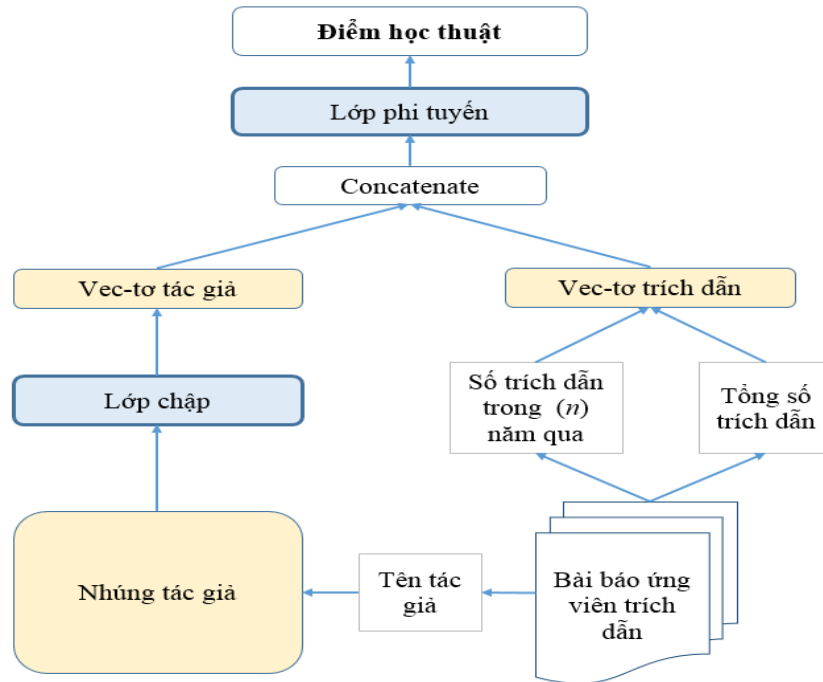 Điểm học thuật
Lớp phi tuyến
Concatenate
Vec-tơ tác giả
Vec-tơ trích dẫn
Lớp chập
Số trích dẫn
trong (n)
năm qua
Tổng số
trích dẫn
Nhúng tác giả
Tên tác
giả
Bài báo ứng
viên trích
dẫn